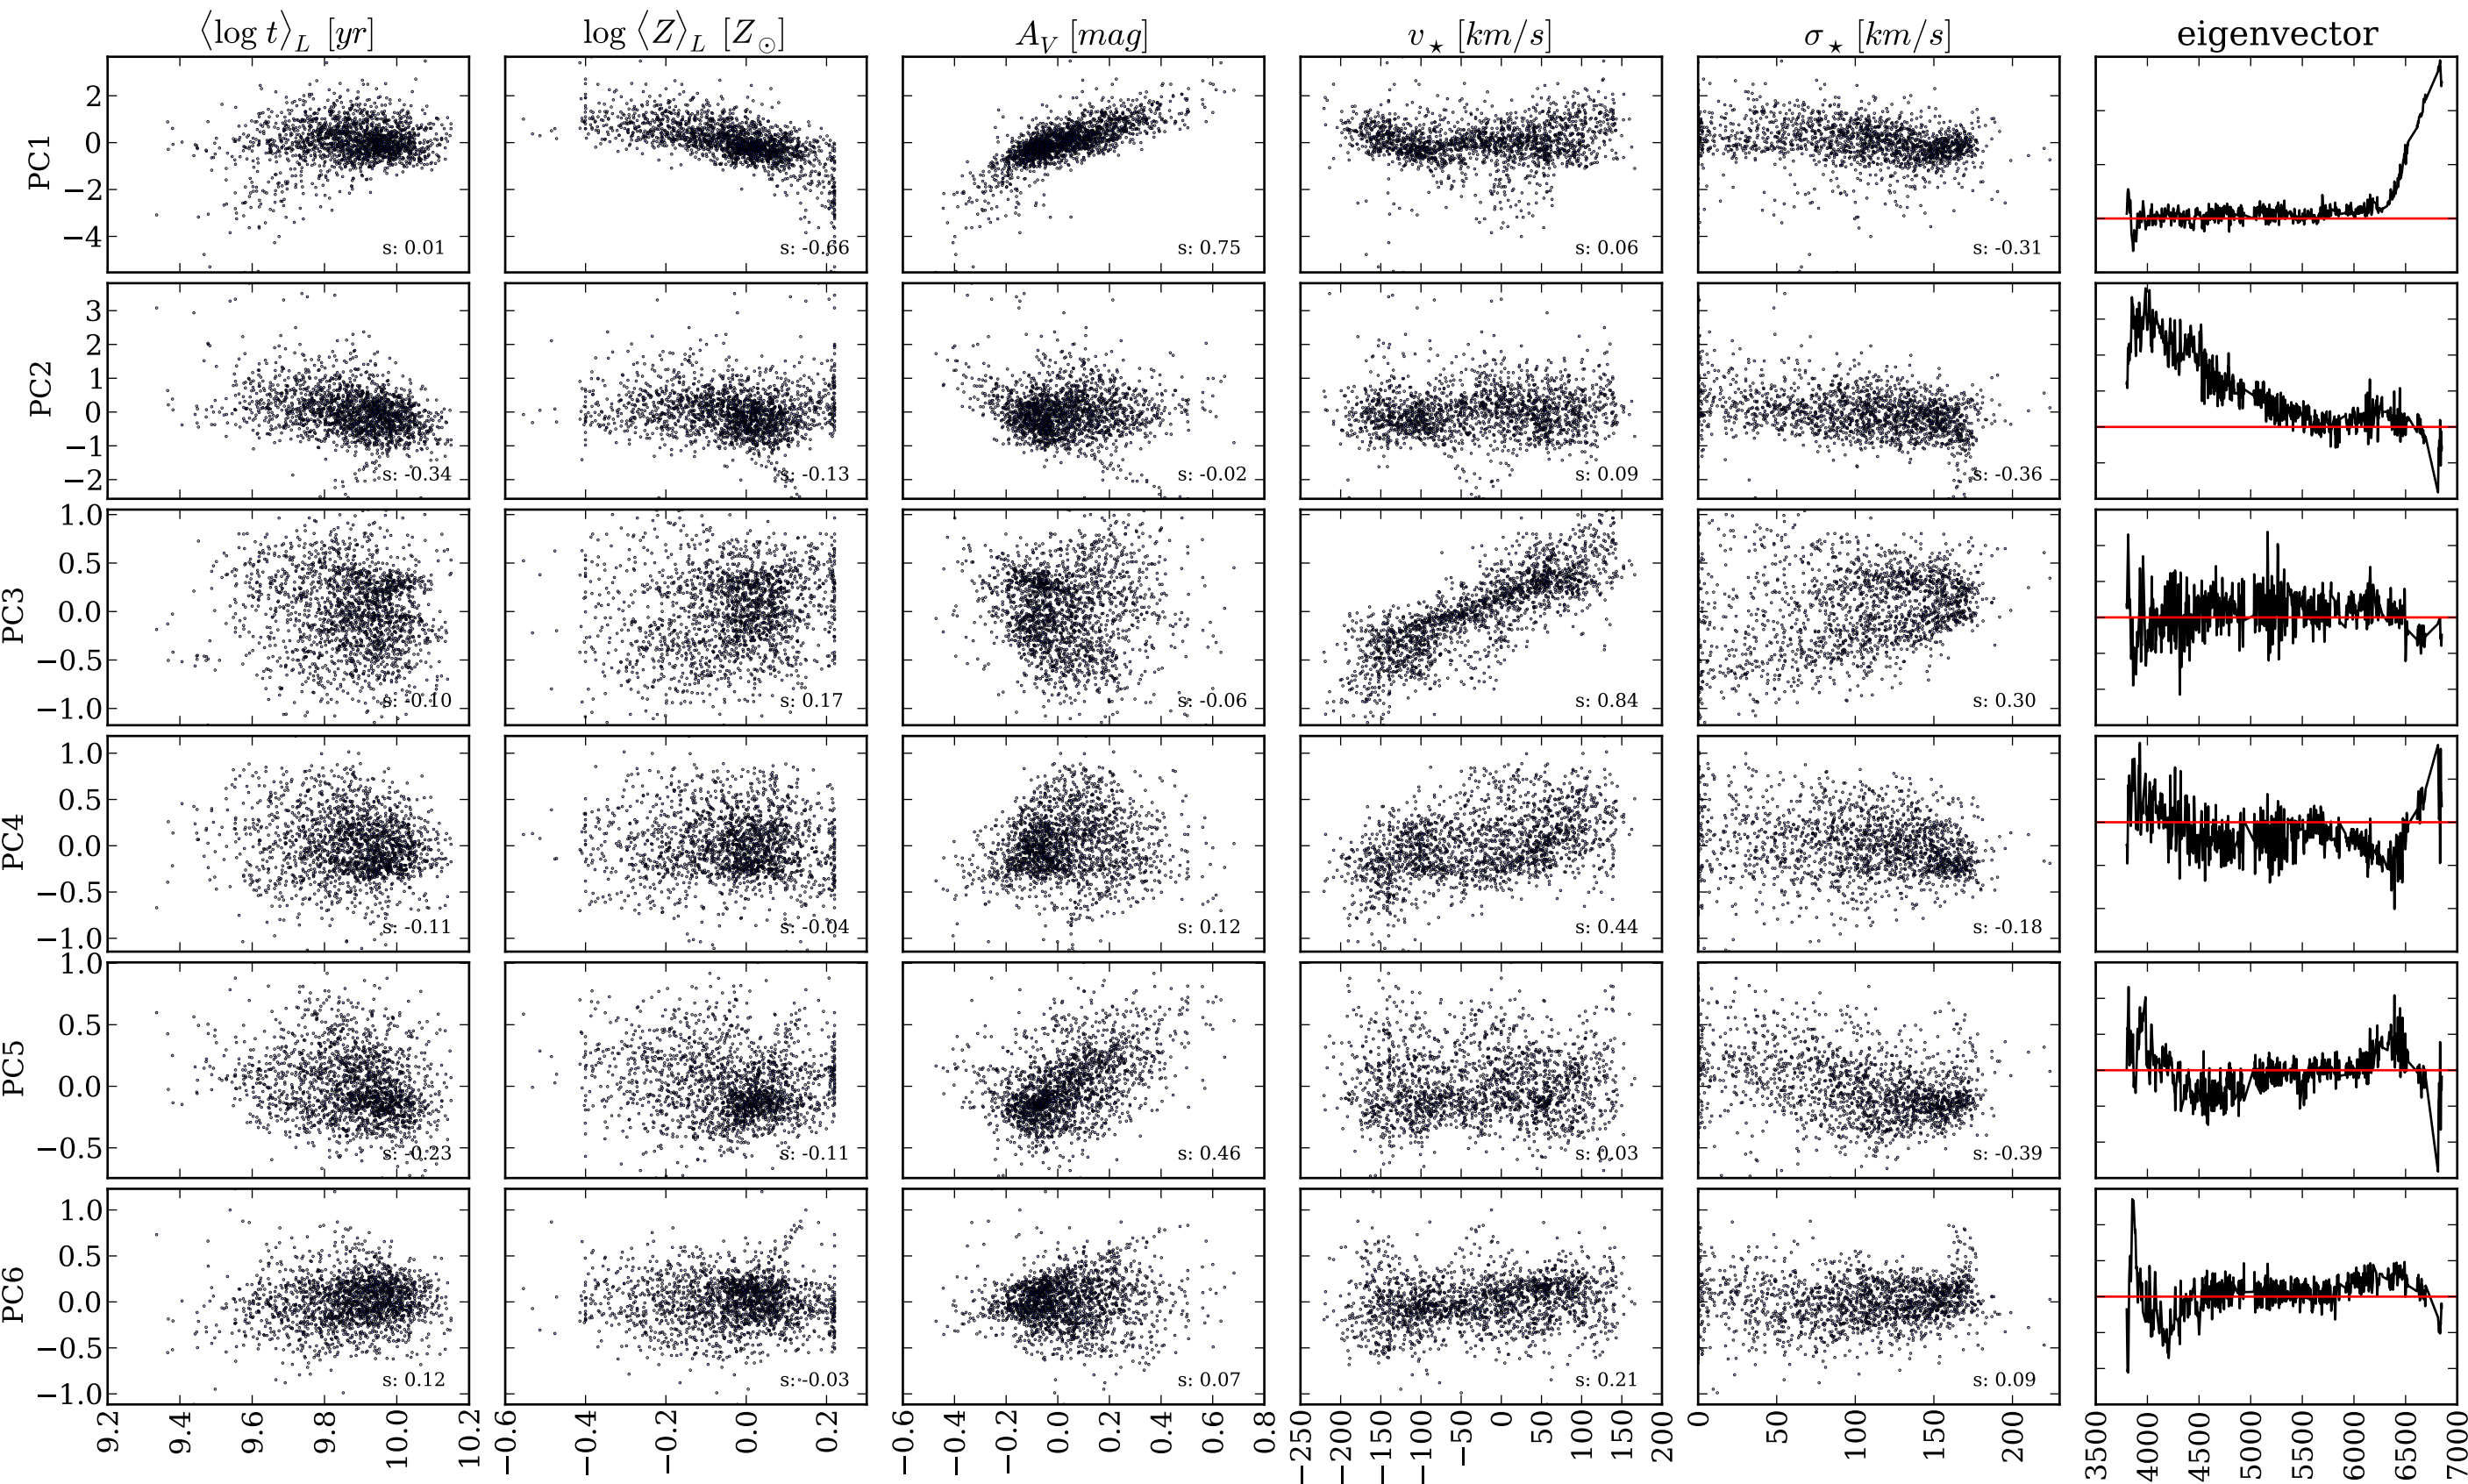 ⟨log t⟩_L [yr]
log ⟨Z⟩_L [Z_⊙]
A_V [mag]
v_⋆ [km/s]
σ_⋆ [km/s]
eigenvector
PC1
2
0
−2
−4
s: 0.01
s: -0.66
s: 0.75
s: 0.06
s: -0.31
PC2
3
2
1
0
−1
−2
s: -0.34
s: -0.13
s: -0.02
s: 0.09
s: -0.36
PC3
1.0
0.5
0.0
−0.5
−1.0
s: -0.10
s: 0.17
s: -0.06
s: 0.84
s: 0.30
PC4
1.0
0.5
0.0
−0.5
−1.0
s: -0.11
s: -0.04
s: 0.12
s: 0.44
s: -0.18
PC5
1.0
0.5
0.0
−0.5
s: -0.23
s: -0.11
s: 0.46
s: 0.03
s: -0.39
PC6
1.0
0.5
0.0
−0.5
−1.0
s: 0.12
s: -0.03
s: 0.07
s: 0.21
s: 0.09
9.2 9.4 9.6 9.8 10.0 10.2
−0.6 −0.4 −0.2 0.0 0.2
−0.6 −0.4 −0.2 0.0 0.2 0.4 0.6 0.8
−250 −200 −150 −100 −50 0 50 100 150 200
0 50 100 150 200
3500 4000 4500 5000 5500 6000 6500 7000